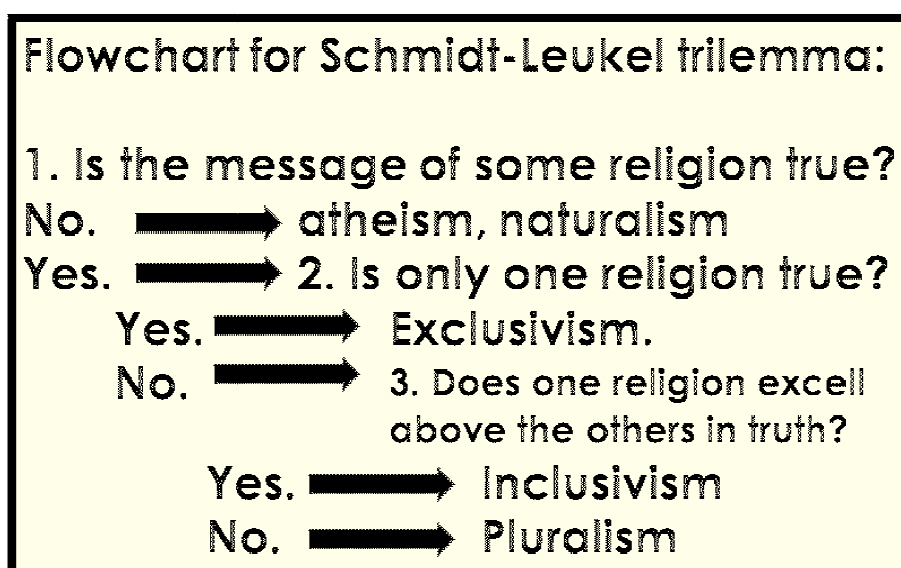 Flowchart for Schmidt-Leukel trilemma:
1. Is the message of some religion true?
No. atheism, naturalism
Yes. 2. Is only one religion true?
Yes. Exclusivism.
No. 3. Does one religion excell
above the others in truth?
Yes. Inclusivism
No. Pluralism